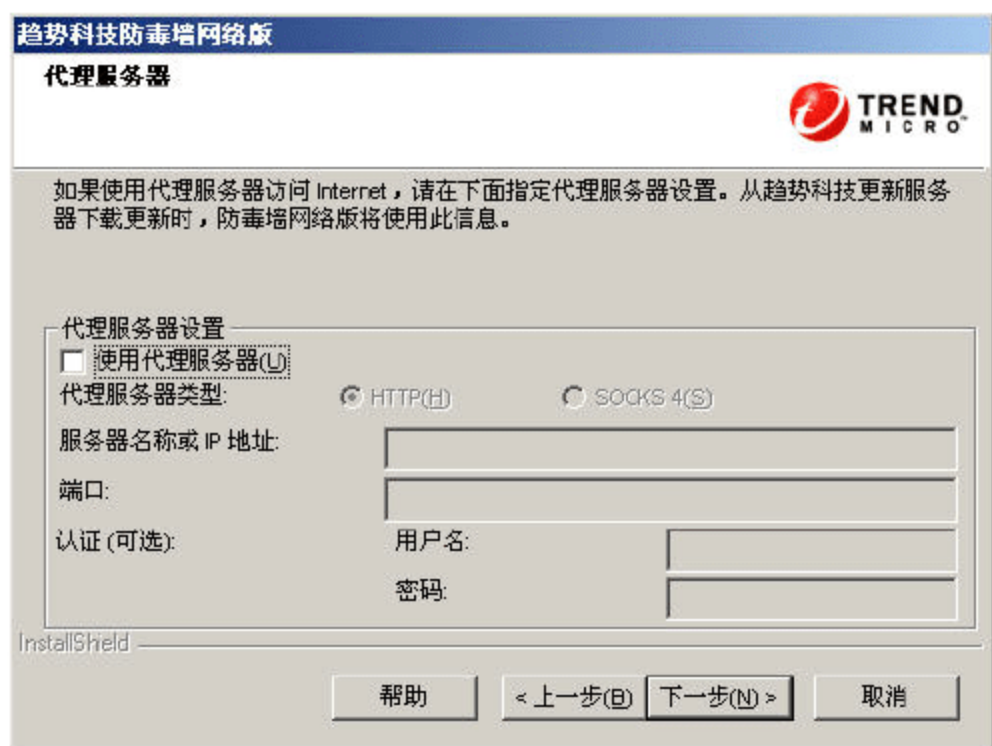 趋势科技防毒墙网络版
代理服务器
TREND
MICRO
如果使用代理服务器访问 Internet，请在下面指定代理服务器设置。从趋势科技更新服务
器下载更新时，防毒墙网络版将使用此信息。
代理服务器设置
使用代理服务器(U)
代理服务器类型: HTTP(H) SOCKS 4(S)
服务器名称或 IP 地址:
端口:
认证 (可选): 用户名:
密码:
InstallShield
帮助 < 上一步(B) 下一步(N) > 取消